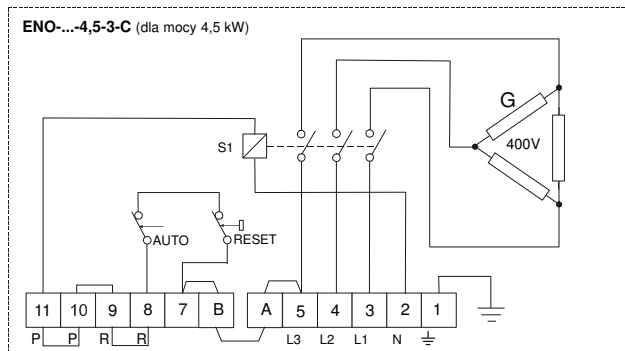 ENO-...-4,5-3-C (dla mocy 4,5 kW)
G
400V
S1
AUTO
RESET
11 10 9 8 7 B A 5 4 3 2 1
P P R R L3 L2 L1 N